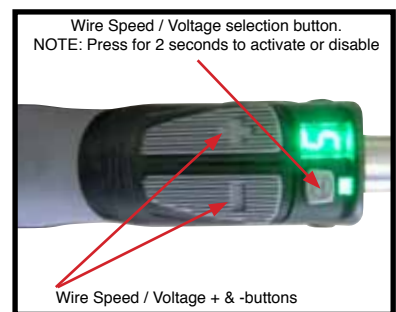 Wire Speed / Voltage selection button.
NOTE: Press for 2 seconds to activate or disable
5
Wire Speed / Voltage + & -buttons